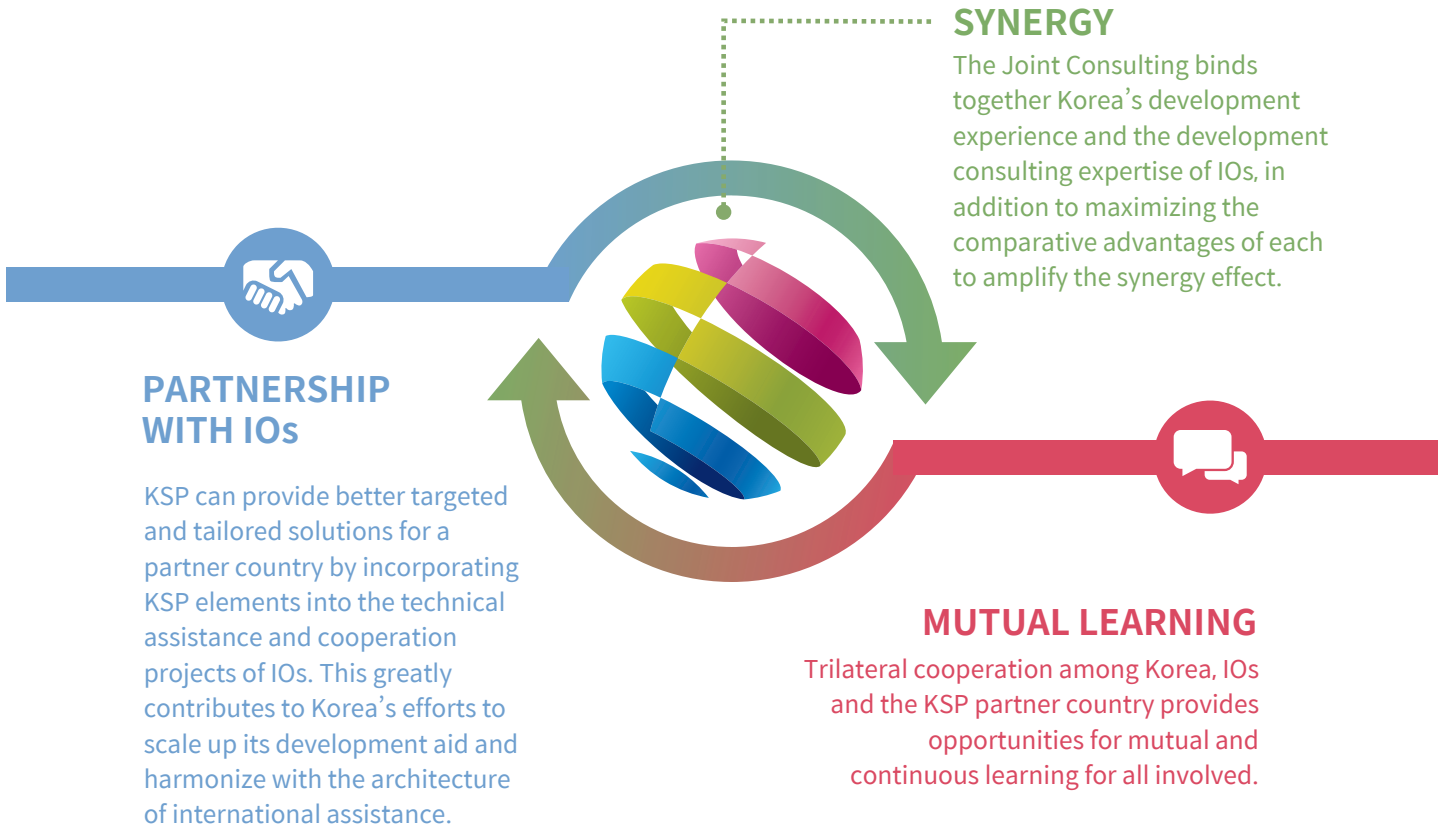 SYNERGY
The Joint Consulting binds
together Korea's development
experience and the development
consulting expertise of IOs, in
addition to maximizing the
comparative advantages of each
to amplify the synergy effect.
PARTNERSHIP
WITH IOs
KSP can provide better targeted
and tailored solutions for a
partner country by incorporating
KSP elements into the technical
assistance and cooperation
projects of IOs. This greatly
contributes to Korea's efforts to
scale up its development aid and
harmonize with the architecture
of international assistance.
MUTUAL LEARNING
Trilateral cooperation among Korea, IOs
and the KSP partner country provides
opportunities for mutual and
continuous learning for all involved.